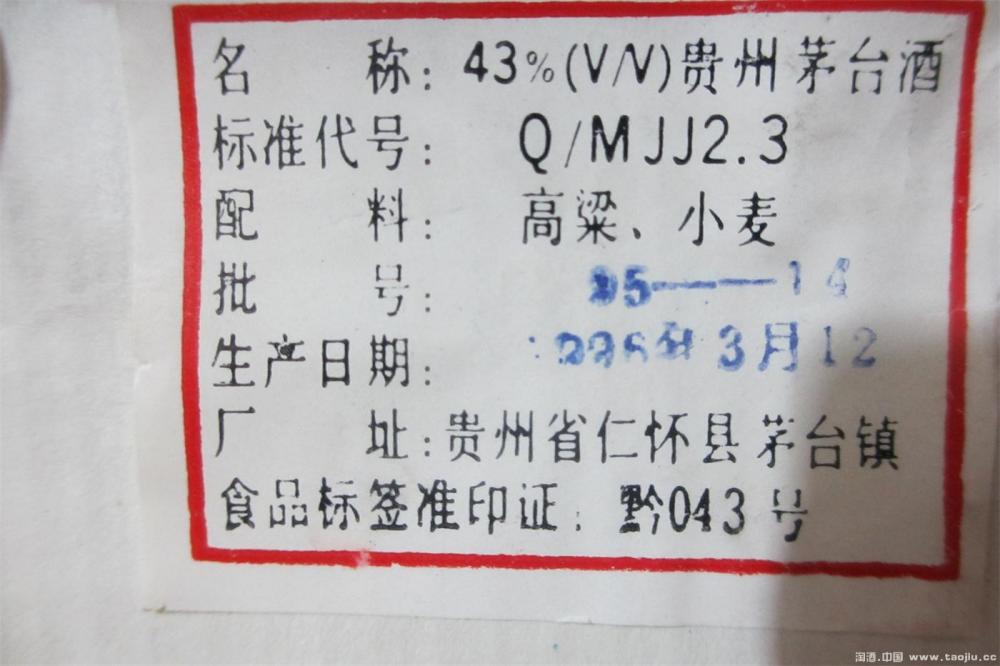 名 称: 43%(V/V)贵州茅台酒
标准代号: Q/MJJ2.3
配 料: 高粱、小麦
批 号: 95——14
生产日期: 年3月12
厂 址:贵州省仁怀县茅台镇
食品标签准印证: 黔043号
淘酒.中国 www.taojiu.cc